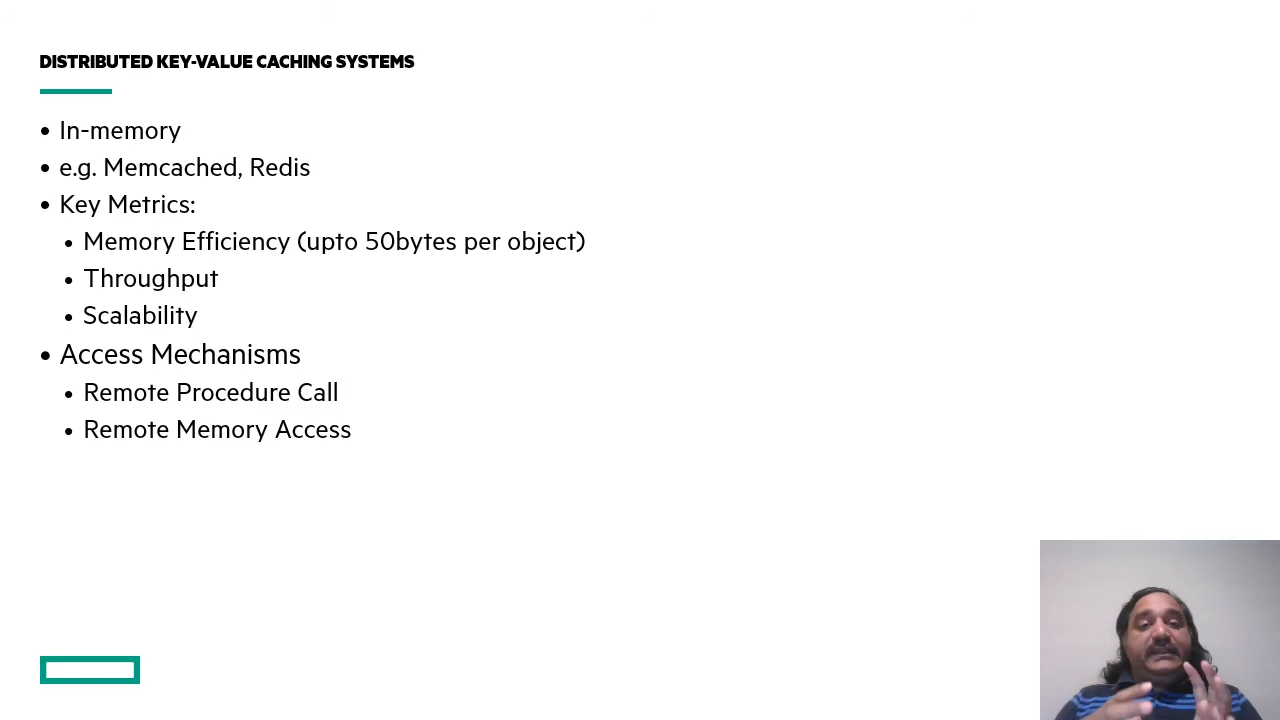 DISTRIBUTED KEY-VALUE CACHING SYSTEMS
• In-memory
• e.g. Memcached, Redis
• Key Metrics:
• Memory Efficiency (upto 50bytes per object)
• Throughput
• Scalability
• Access Mechanisms
• Remote Procedure Call
• Remote Memory Access